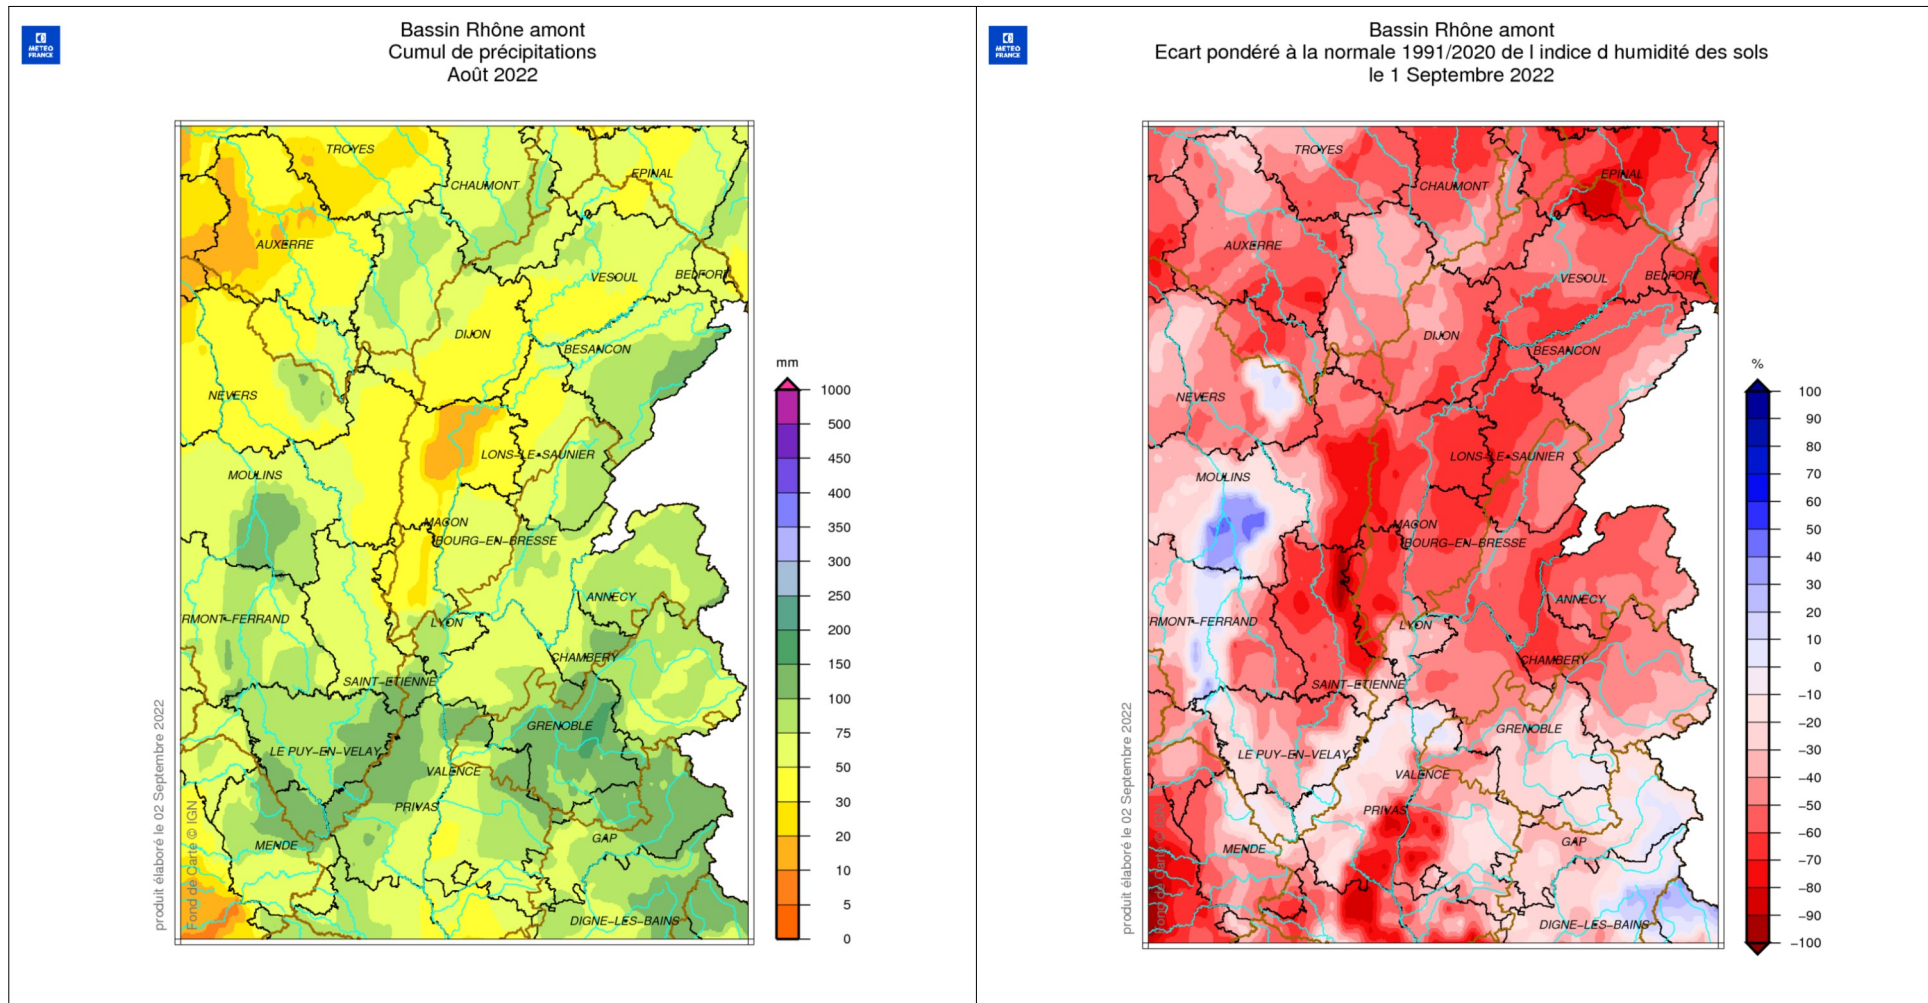 METEO
FRANCE
Bassin Rhône amont
Cumul de précipitations
Août 2022
TROYES
CHAUMONT
EPINAL
AUXERRE
VESOUL
BELFORT
DIJON
BESANCON
NEVERS
LONS-LE-SAUNIER
MOULINS
MACON
BOURG-EN-BRESSE
ANNECY
RMONT-FERRAND
LYON
CHAMBERY
SAINT-ETIENNE
GRENOBLE
LE PUY-EN-VELAY
VALENCE
PRIVAS
GAP
MENDE
DIGNE-LES-BAINS
produit élaboré le 02 Septembre 2022
Fond de Carte © IGN
mm
1000
500
450
400
350
300
250
200
150
100
75
50
30
20
10
5
0
METEO
FRANCE
Bassin Rhône amont
Ecart pondéré à la normale 1991/2020 de l indice d humidité des sols
le 1 Septembre 2022
TROYES
CHAUMONT
EPINAL
AUXERRE
VESOUL
BELFORT
DIJON
BESANCON
NEVERS
LONS-LE-SAUNIER
MOULINS
MACON
BOURG-EN-BRESSE
ANNECY
RMONT-FERRAND
LYON
CHAMBERY
SAINT-ETIENNE
GRENOBLE
LE PUY-EN-VELAY
VALENCE
PRIVAS
GAP
MENDE
DIGNE-LES-BAINS
produit élaboré le 02 Septembre 2022
Fond de Carte © IGN
%
100
90
80
70
60
50
40
30
20
10
0
-10
-20
-30
-40
-50
-60
-70
-80
-90
-100